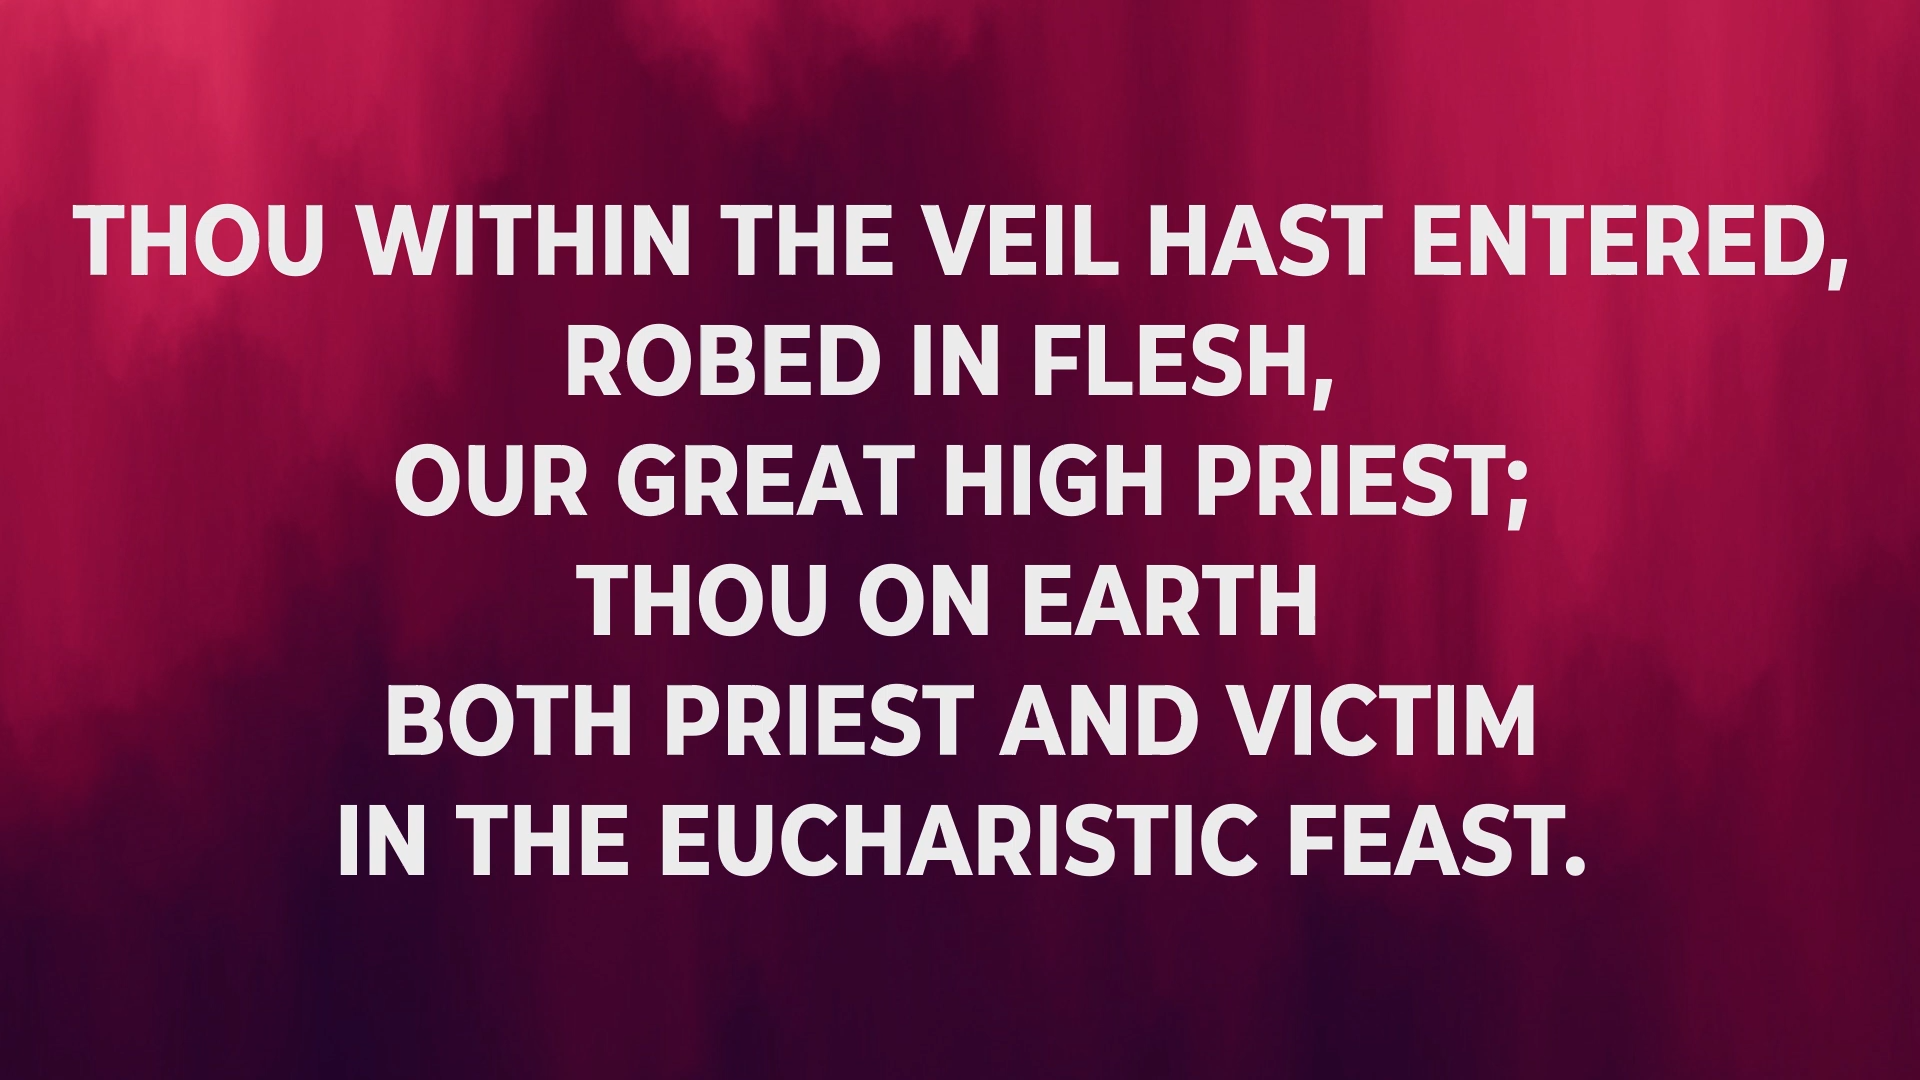 THOU WITHIN THE VEIL HAST ENTERED,
ROBED IN FLESH,
OUR GREAT HIGH PRIEST;
THOU ON EARTH
BOTH PRIEST AND VICTIM
IN THE EUCHARISTIC FEAST.